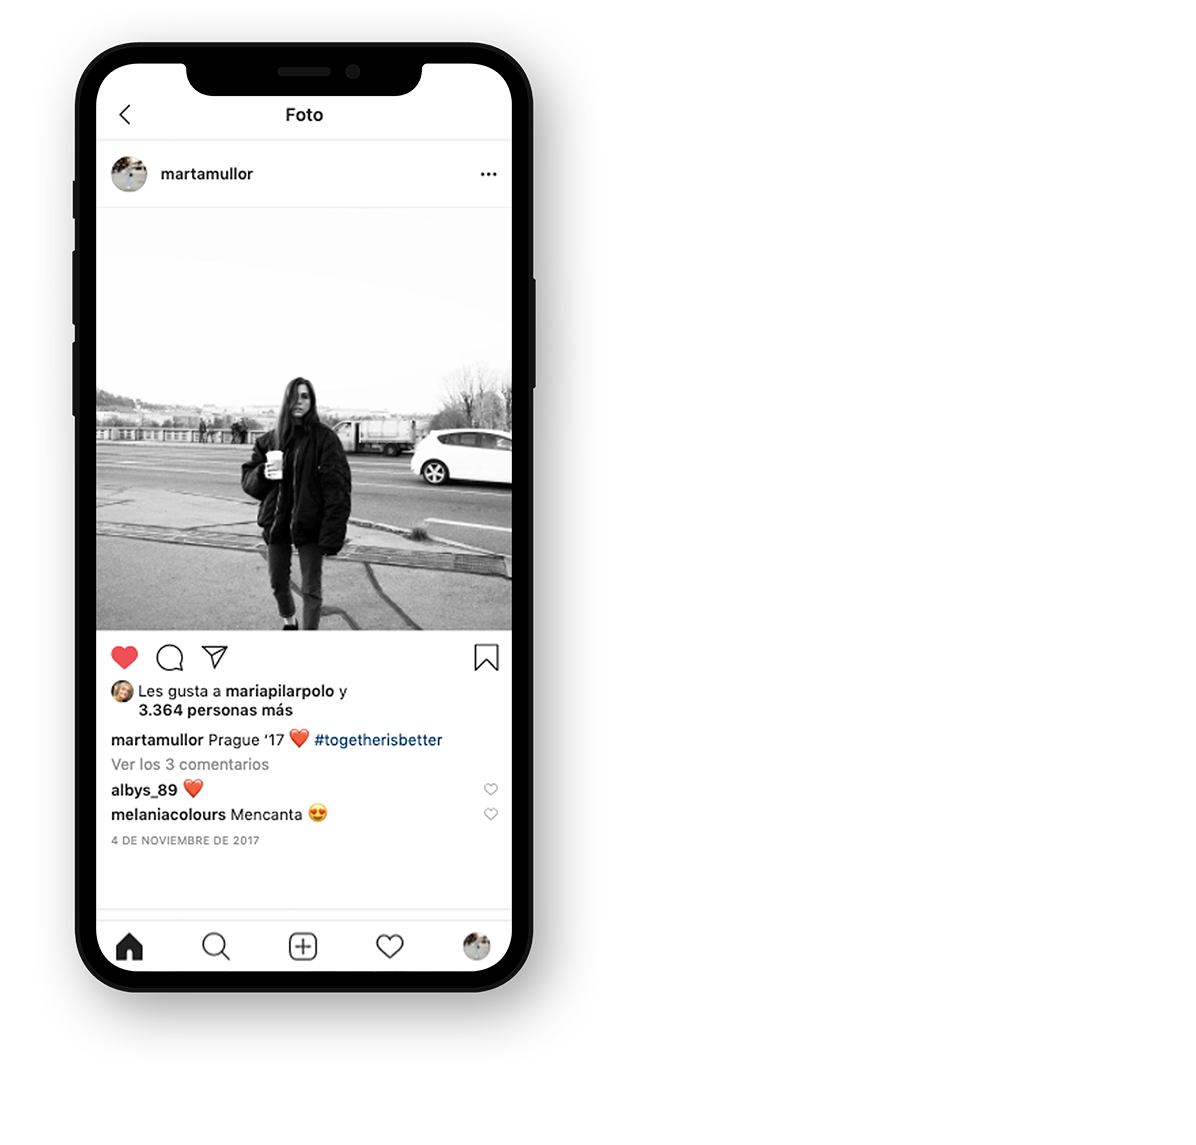 Foto
martamullor
Les gusta a mariapilarpolo y
3.364 personas más
martamullor Prague ‘17 ❤️ #togetherisbetter
Ver los 3 comentarios
albys_89 ❤️
melaniacolours Mencanta 😍
4 DE NOVIEMBRE DE 2017